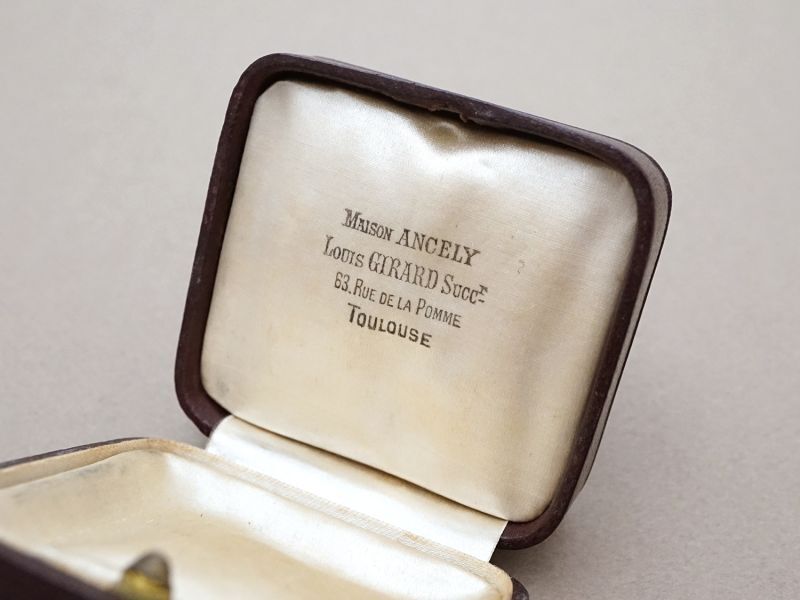 Maison ANCELY
Louis GIRARD Succr
63, Rue de la Pomme
Toulouse